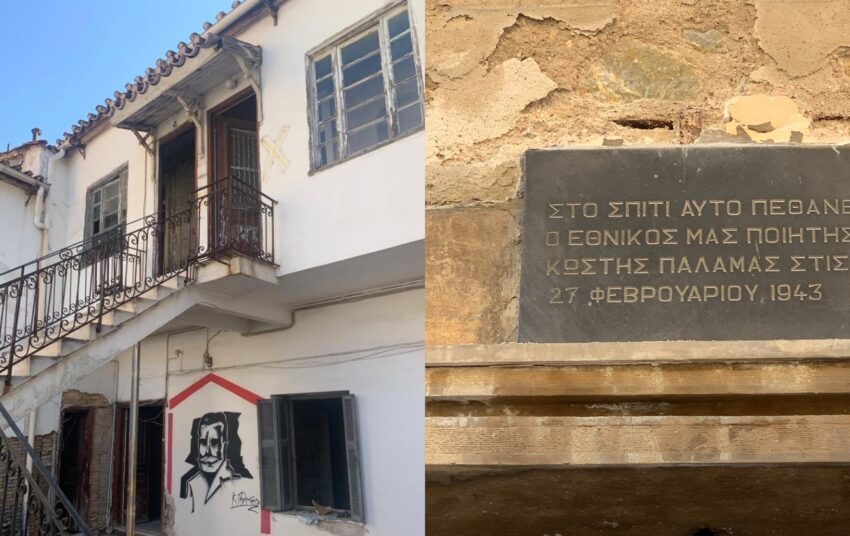 ΣΤΟ ΣΠΙΤΙ ΑΥΤΟ ΠΕΘΑΝΕ
Ο ΕΘΝΙΚΟΣ ΜΑΣ ΠΟΙΗΤΗΣ
ΚΩΣΤΗΣ ΠΑΛΑΜΑΣ ΣΤΙΣ
27 ΦΕΒΡΟΥΑΡΙΟΥ 1943